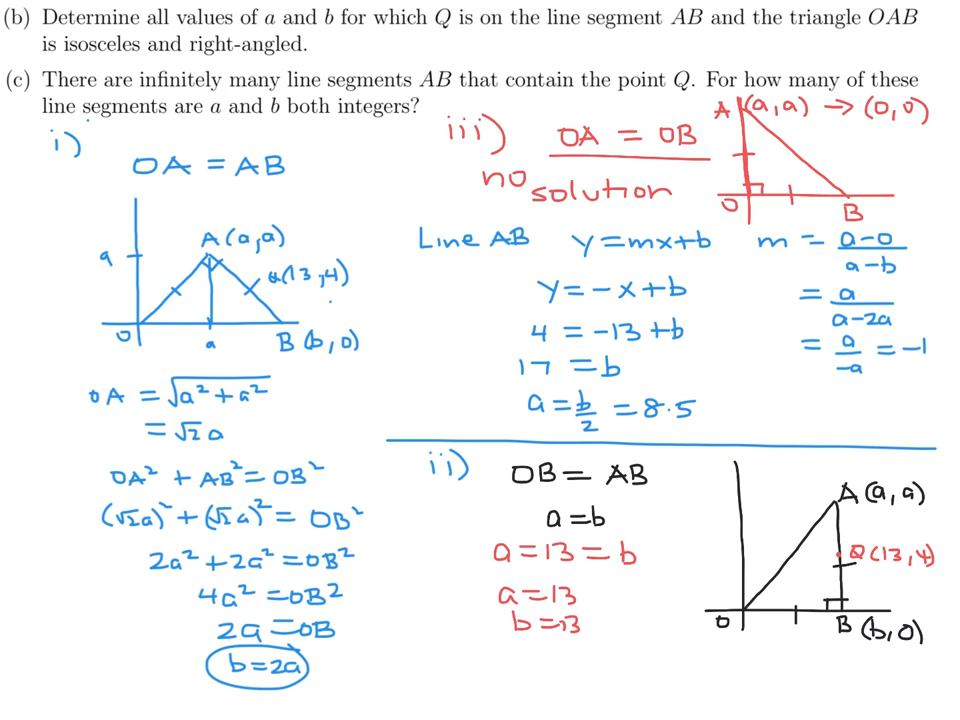 (b) Determine all values of a and b for which Q is on the line segment AB and the triangle OAB
is isosceles and right-angled.
(c) There are infinitely many line segments AB that contain the point Q. For how many of these
line segments are a and b both integers?
i)
OA = AB
a
A(a,a)
Q(13,4)
O
a
B(b,0)
OA = √a²+a²
= √2 a
OA² + AB² = OB²
(√2a)² + (√2a)² = OB²
2a² + 2a² = OB²
4a² = OB²
2a = OB
b = 2a
iii)
OA = OB
no solution
A (a,a) → (0,0)
O
B
Line AB
y = mx+b
y = -x+b
4 = -13 +b
17 = b
a = b/2 = 8.5
m = a-0/a-b
= a/a-2a
= a/-a = -1
ii)
OB = AB
a = b
a = 13 = b
a = 13
b = 13
A(a,a)
Q(13,4)
O
B(b,0)